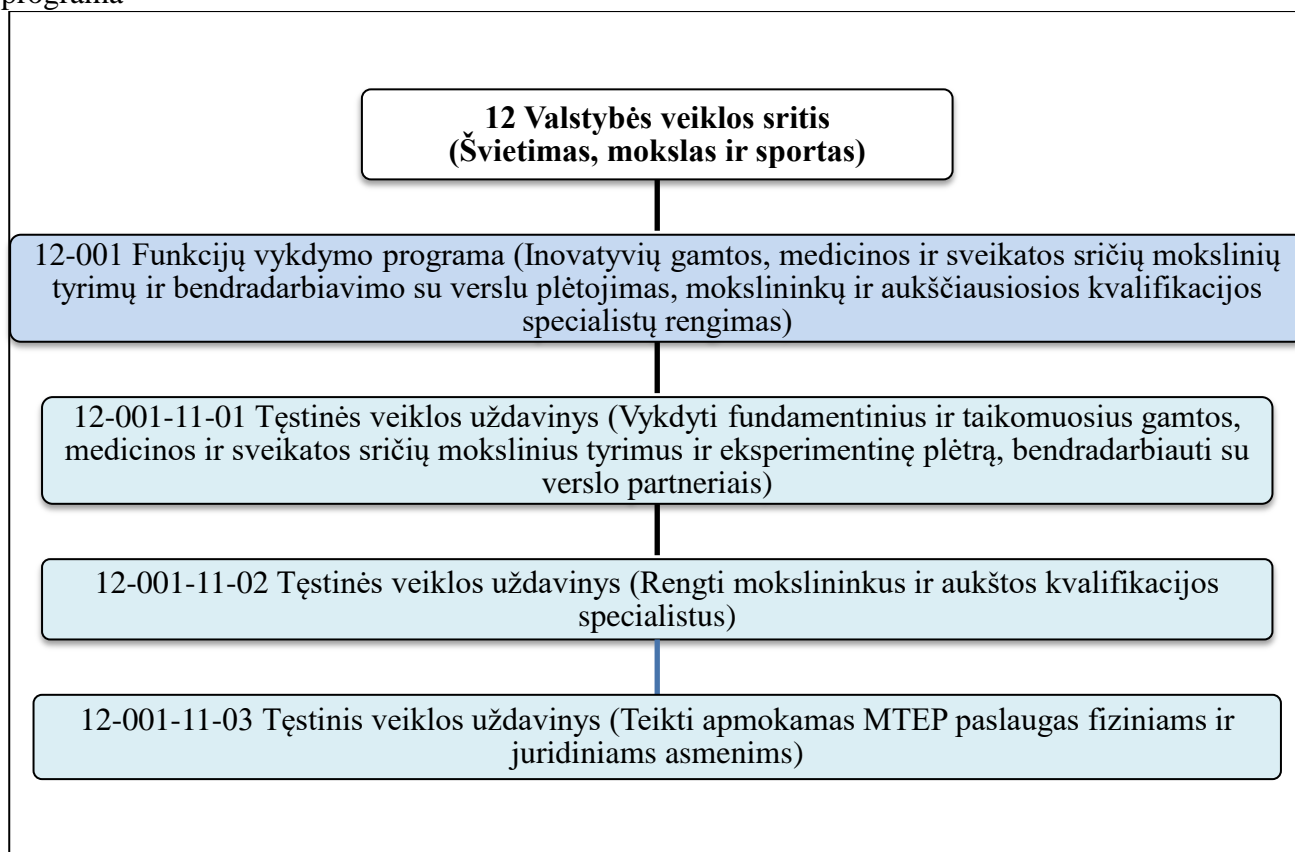 programa
12 Valstybės veiklos sritis
(Švietimas, mokslas ir sportas)
12-001 Funkcijų vykdymo programa (Inovatyvių gamtos, medicinos ir sveikatos sričių mokslinių
tyrimų ir bendradarbiavimo su verslu plėtojimas, mokslininkų ir aukščiausiosios kvalifikacijos
specialistų rengimas)
12-001-11-01 Tęstinės veiklos uždavinys (Vykdyti fundamentinius ir taikomuosius gamtos,
medicinos ir sveikatos sričių mokslinius tyrimus ir eksperimentinę plėtrą, bendradarbiauti su
verslo partneriais)
12-001-11-02 Tęstinės veiklos uždavinys (Rengti mokslininkus ir aukštos kvalifikacijos
specialistus)
12-001-11-03 Tęstinis veiklos uždavinys (Teikti apmokamas MTEP paslaugas fiziniams ir
juridiniams asmenims)